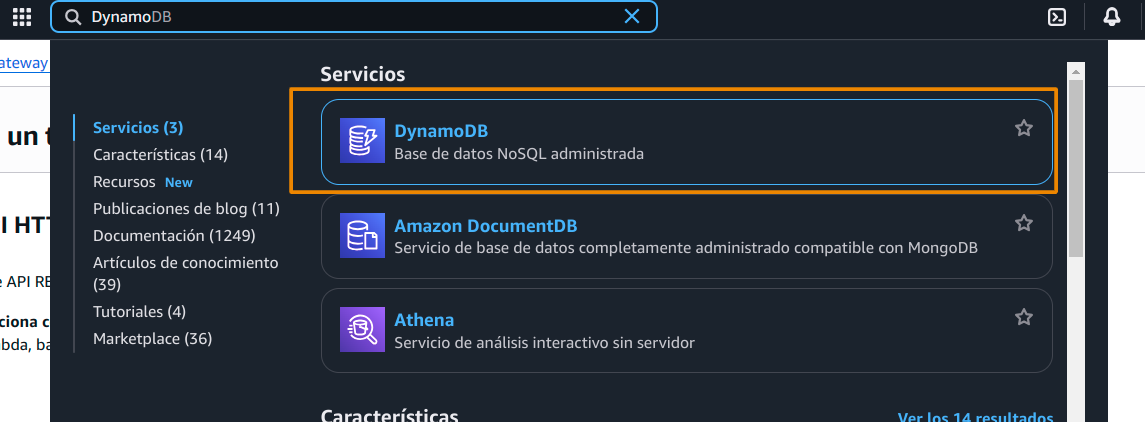 DynamoDB
ateway
un t
I HTT
e API RE
ciona c
bda, ba
Servicios (3)
Características (14)
Recursos New
Publicaciones de blog (11)
Documentación (1249)
Artículos de conocimiento
(39)
Tutoriales (4)
Marketplace (36)
Servicios
DynamoDB
Base de datos NoSQL administrada
Amazon DocumentDB
Servicio de base de datos completamente administrado compatible con MongoDB
Athena
Servicio de análisis interactivo sin servidor
Características
Ver los 14 resultados